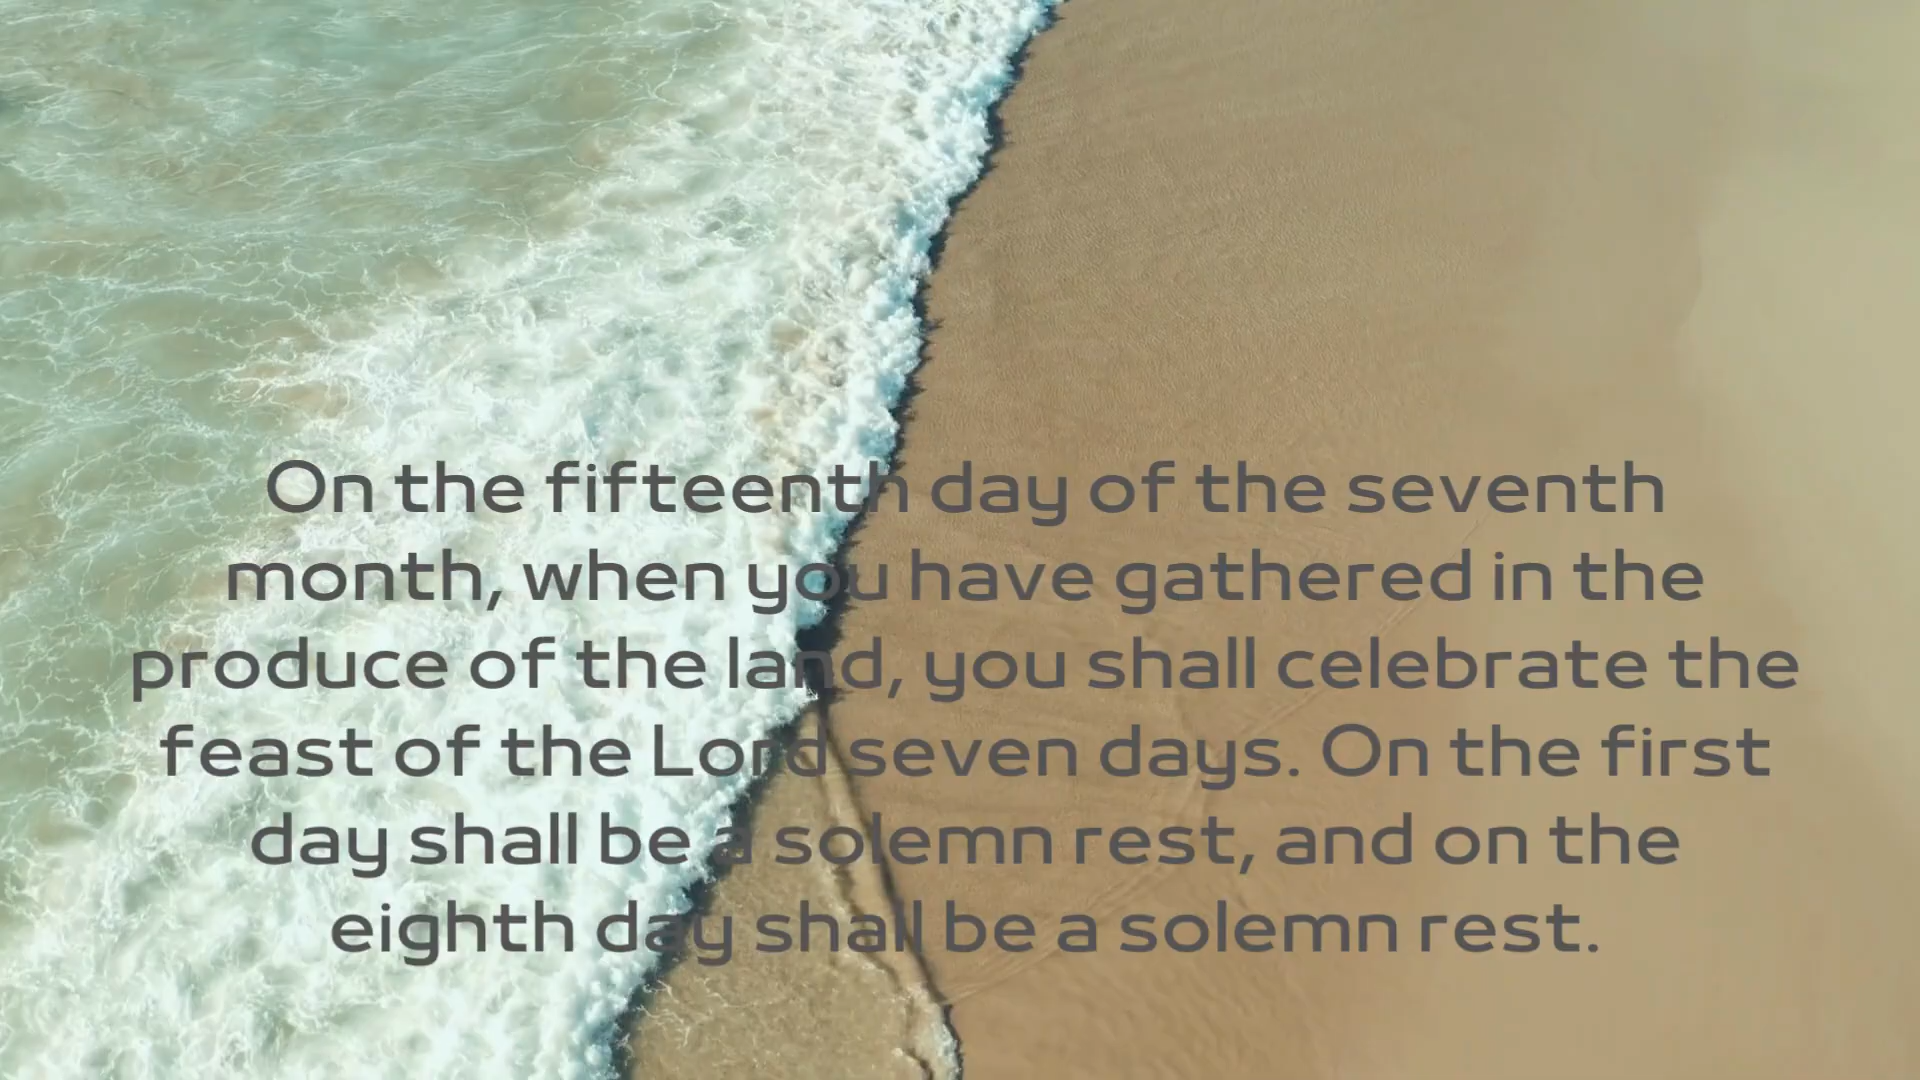 On the fifteenth day of the seventh
month, when you have gathered in the
produce of the land, you shall celebrate the
feast of the Lord seven days. On the first
day shall be a solemn rest, and on the
eighth day shall be a solemn rest.